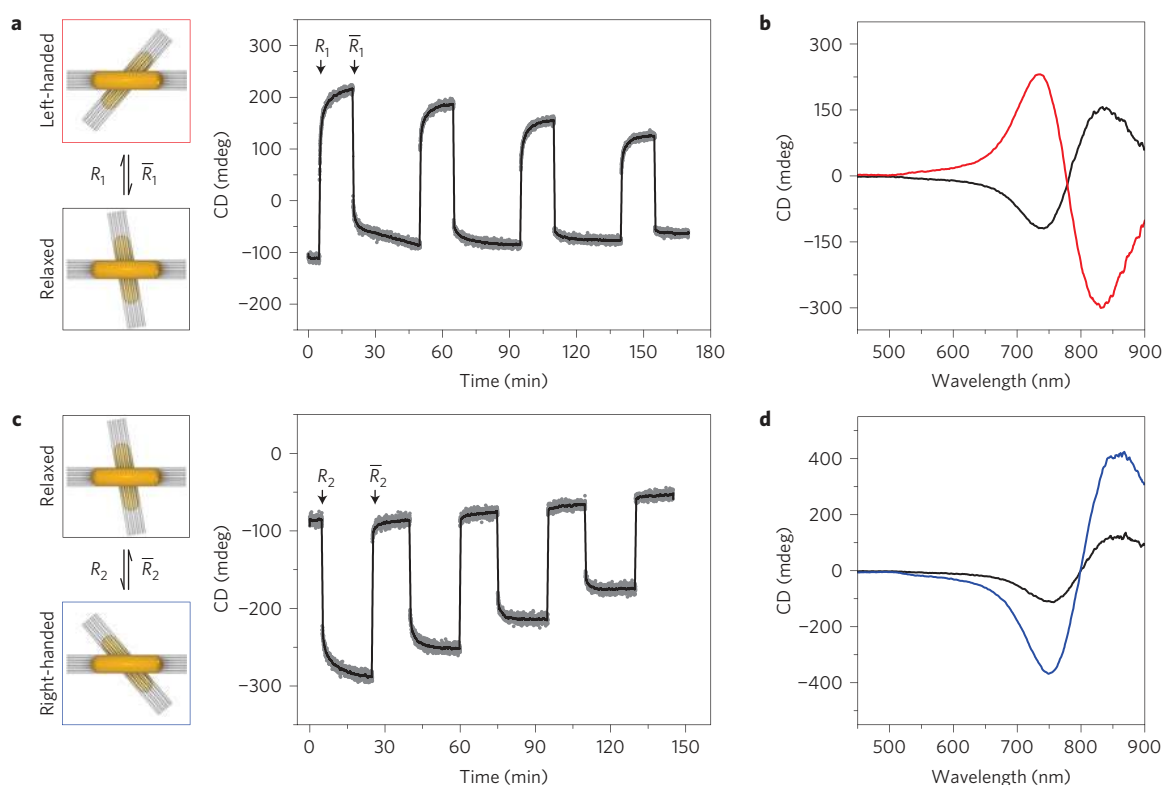 a
Left-handed
R₁ R̅₁
Relaxed
CD (mdeg)
300
200
100
0
−100
−200
R₁ R̅₁
0 30 60 90 120 150 180
Time (min)
b
CD (mdeg)
300
150
0
−150
−300
500 600 700 800 900
Wavelength (nm)
c
Relaxed
R₂ R̅₂
Right-handed
CD (mdeg)
0
−100
−200
−300
R₂ R̅₂
0 30 60 90 120 150
Time (min)
d
CD (mdeg)
400
200
0
−200
−400
500 600 700 800 900
Wavelength (nm)